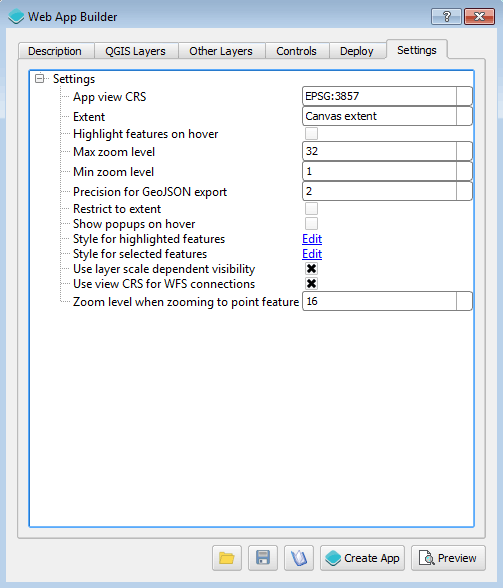 Web App Builder
?
Description QGIS Layers Other Layers Controls Deploy Settings
Settings
App view CRS EPSG:3857
Extent Canvas extent
Highlight features on hover
Max zoom level 32
Min zoom level 1
Precision for GeoJSON export 2
Restrict to extent
Show popups on hover
Style for highlighted features Edit
Style for selected features Edit
Use layer scale dependent visibility
Use view CRS for WFS connections
Zoom level when zooming to point feature 16
Create App Preview